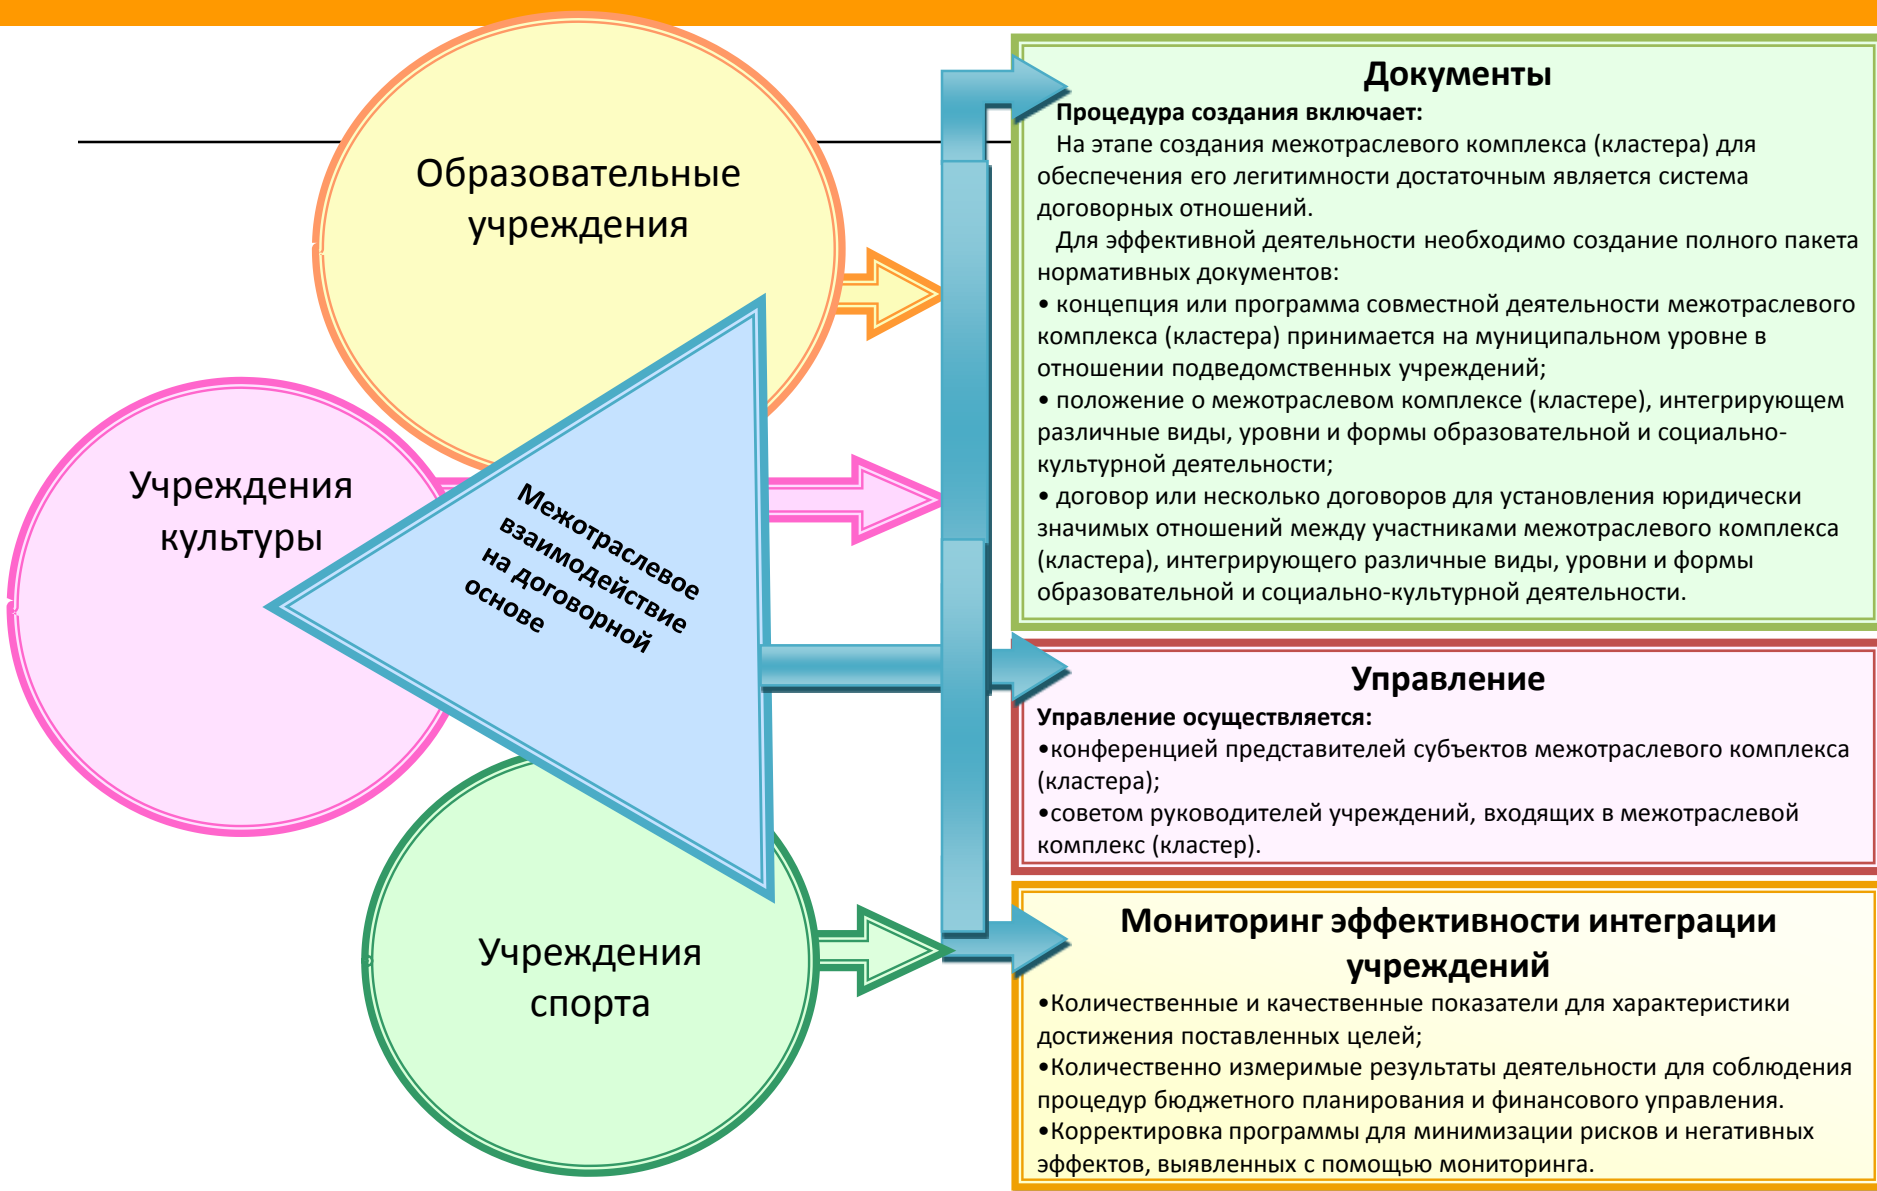 Образовательные
учреждения
Учреждения
культуры
Межотраслевое
взаимодействие
на договорной
основе
Учреждения
спорта
Документы
Процедура создания включает:
На этапе создания межотраслевого комплекса (кластера) для
обеспечения его легитимности достаточным является система
договорных отношений.
Для эффективной деятельности необходимо создание полного пакета
нормативных документов:
• концепция или программа совместной деятельности межотраслевого
комплекса (кластера) принимается на муниципальном уровне в
отношении подведомственных учреждений;
• положение о межотраслевом комплексе (кластере), интегрирующем
различные виды, уровни и формы образовательной и социально-
культурной деятельности;
• договор или несколько договоров для установления юридически
значимых отношений между участниками межотраслевого комплекса
(кластера), интегрирующего различные виды, уровни и формы
образовательной и социально-культурной деятельности.
Управление
Управление осуществляется:
•конференцией представителей субъектов межотраслевого комплекса
(кластера);
•советом руководителей учреждений, входящих в межотраслевой
комплекс (кластер).
Мониторинг эффективности интеграции
учреждений
•Количественные и качественные показатели для характеристики
достижения поставленных целей;
•Количественно измеримые результаты деятельности для соблюдения
процедур бюджетного планирования и финансового управления.
•Корректировка программы для минимизации рисков и негативных
эффектов, выявленных с помощью мониторинга.